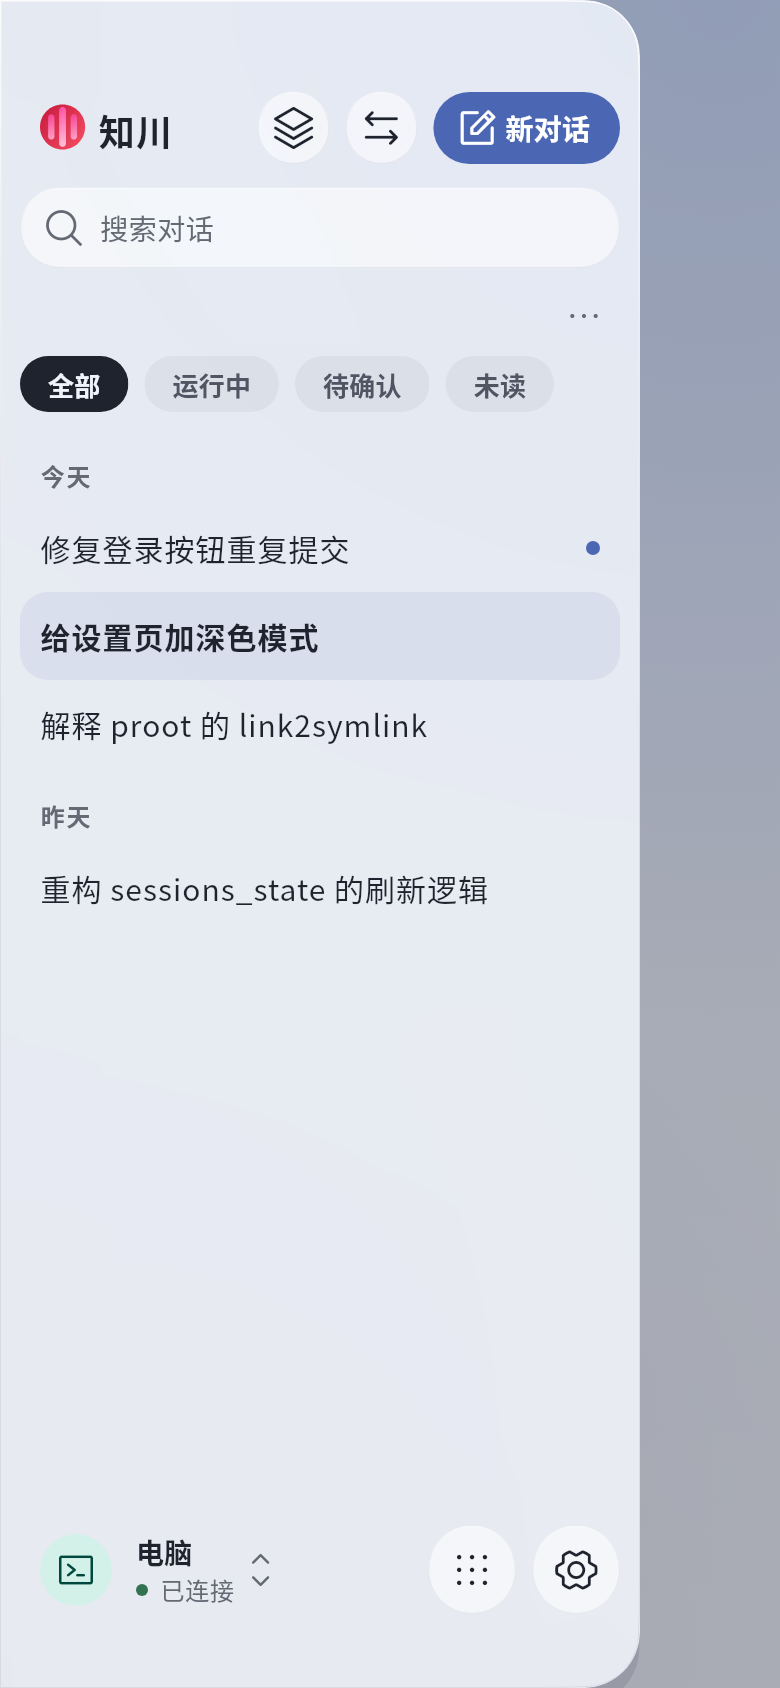 知川
新对话
搜索对话
...
全部 运行中 待确认 未读
今天
修复登录按钮重复提交
给设置页加深色模式
解释 proot 的 link2symlink
昨天
重构 sessions_state 的刷新逻辑
电脑
已连接